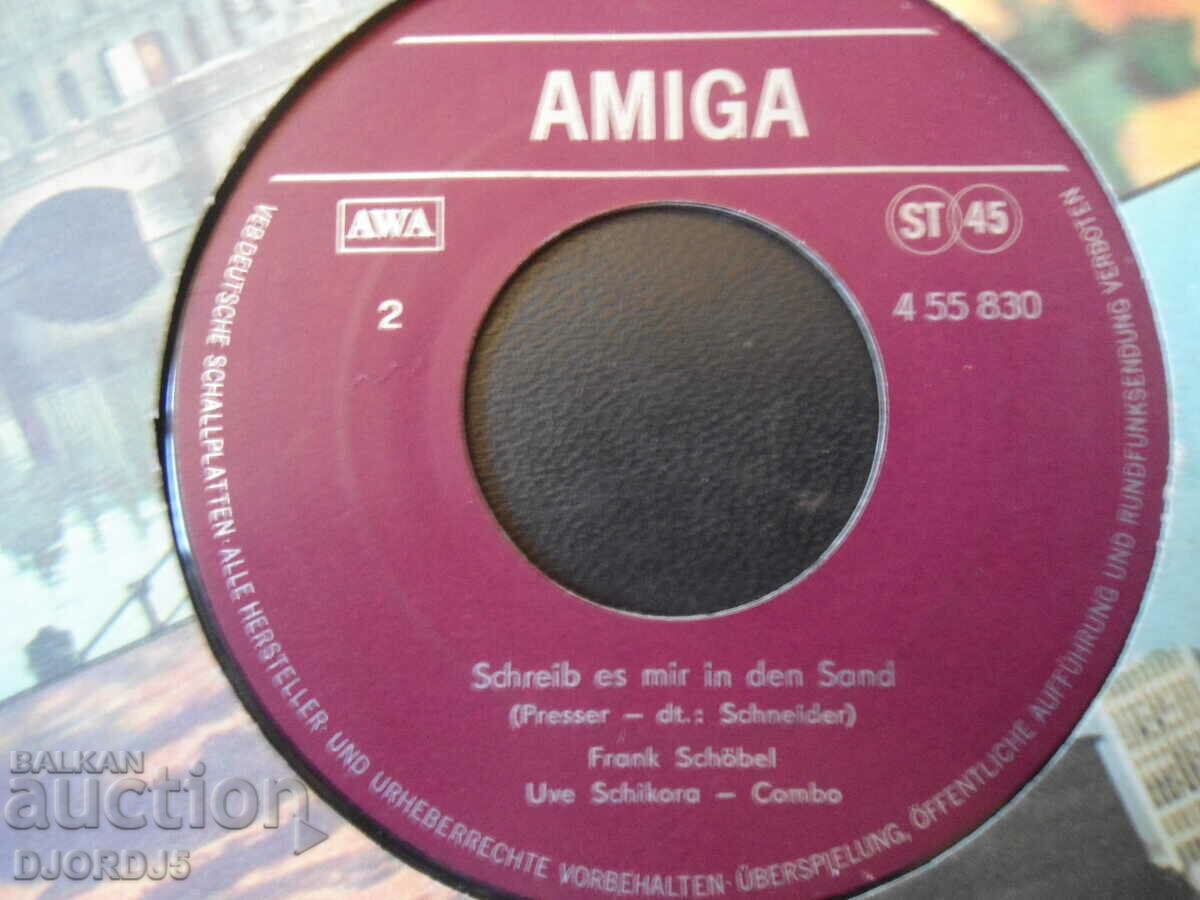 AMIGA
AWA
ST 45
2
4 55 830
Schreib es mir in den Sand
(Presser – dt.: Schneider)
Frank Schöbel
Uve Schikora – Combo
VEB DEUTSCHE SCHALLPLATTEN · ALLE HERSTELLER- UND URHEBERRECHTE VORBEHALTEN · ÜBERSPIELUNG, ÖFFENTLICHE AUFFÜHRUNG UND RUNDFUNKSENDUNG VERBOTEN
BALKAN
auction
DJORDJ5